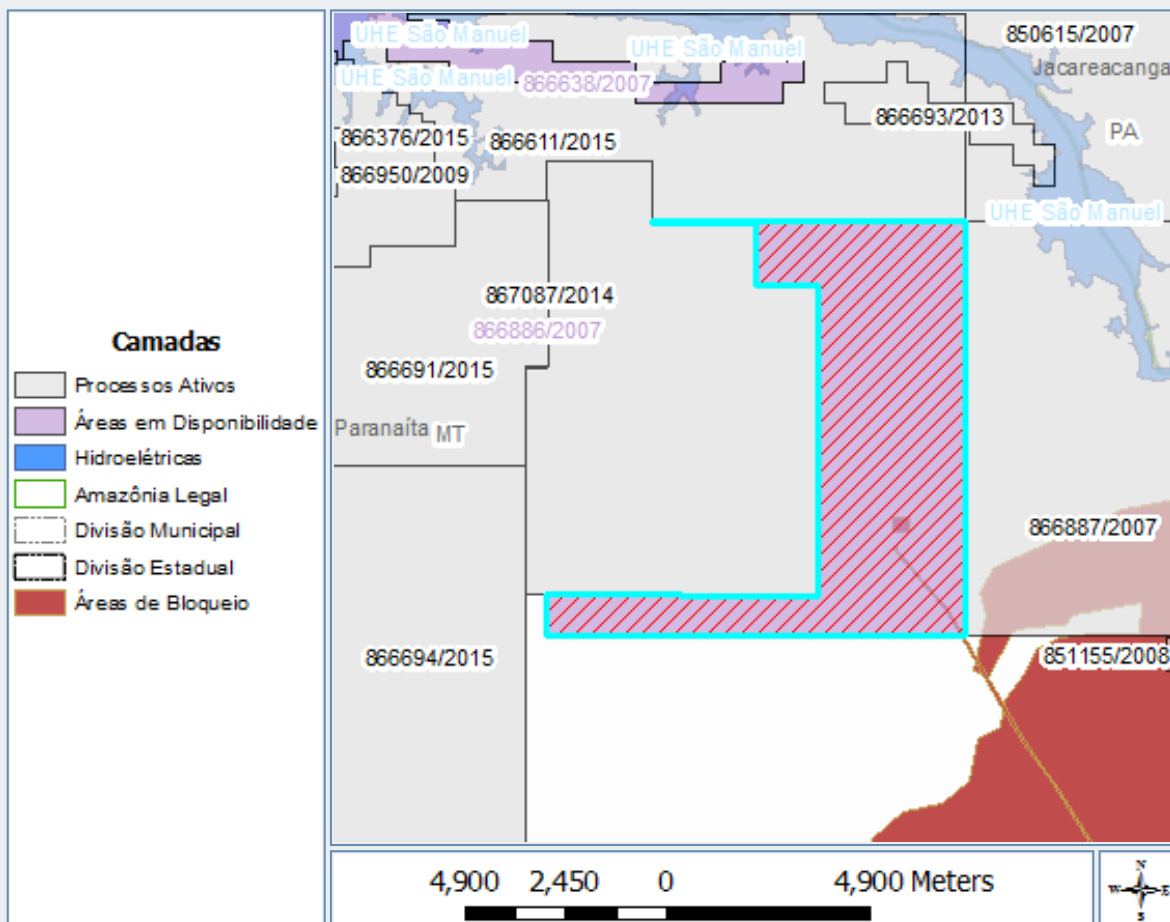 Camadas
Processos Ativos
Áreas em Disponibilidade
Hidroelétricas
Amazônia Legal
Divisão Municipal
Divisão Estadual
Áreas de Bloqueio
UHE São Manuel
UHE São Manuel
850615/2007
Jacareacanga
UHE São Manuel
866638/2007
866693/2013
PA
866376/2015
866611/2015
866950/2009
UHE São Manuel
867087/2014
866886/2007
866691/2015
Paranaíta
MT
866887/2007
866694/2015
851155/2008
4,900 2,450 0 4,900 Meters
N
W E
S